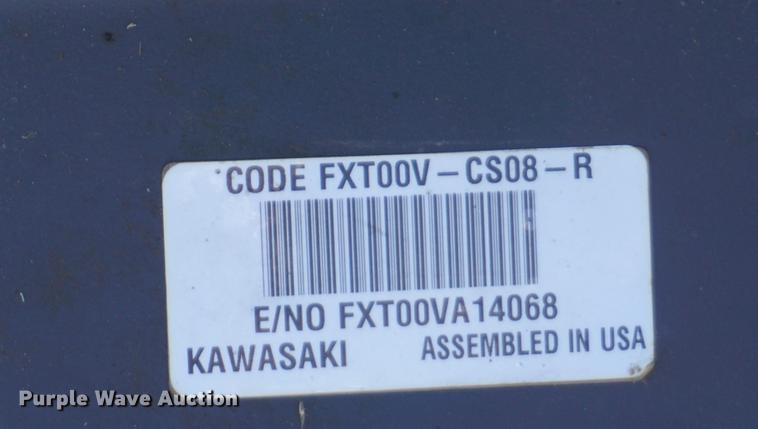 CODE FXT00V-CS08-R
E/NO FXT00VA14068
KAWASAKI ASSEMBLED IN USA
Purple Wave Auction